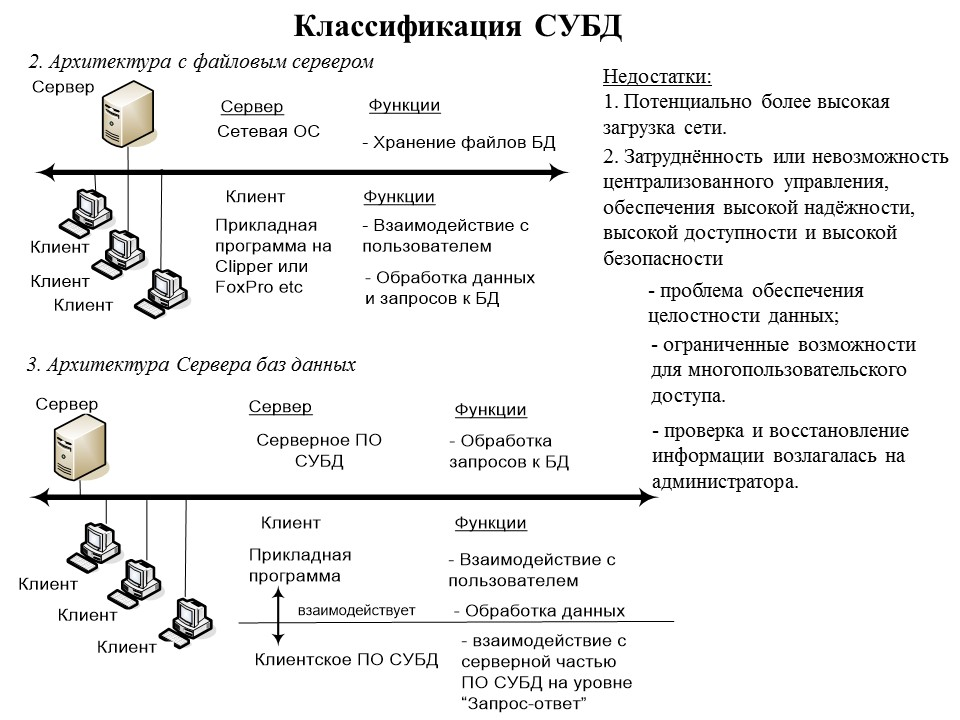 Классификация СУБД
2. Архитектура с файловым сервером
Сервер
Сервер
Сетевая ОС
Функции
- Хранение файлов БД
Клиент
Клиент
Клиент
Клиент
Прикладная
программа на
Clipper или
FoxPro etc
Функции
- Взаимодействие с
пользователем
- Обработка данных
и запросов к БД
Недостатки:
1. Потенциально более высокая
загрузка сети.
2. Затруднённость или невозможность
централизованного управления,
обеспечения высокой надёжности,
высокой доступности и высокой
безопасности
- проблема обеспечения
целостности данных;
- ограниченные возможности
для многопользовательского
доступа.
- проверка и восстановление
информации возлагалась на
администратора.
3. Архитектура Сервера баз данных
Сервер
Сервер
Серверное ПО
СУБД
Функции
- Обработка
запросов к БД
Клиент
Клиент
Клиент
Клиент
Прикладная
программа
взаимодействует
Клиентское ПО СУБД
Функции
- Взаимодействие с
пользователем
- Обработка данных
- взаимодействие с
серверной частью
ПО СУБД на уровне
“Запрос-ответ”